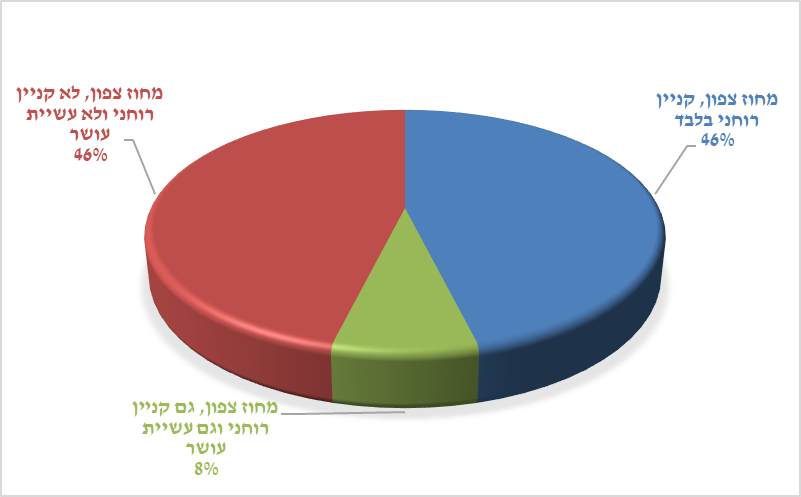 מחוז צפון, קניין
רוחני בלבד
46%
מחוז צפון, לא קניין
רוחני ולא עשיית
עושר
46%
מחוז צפון, גם קניין
רוחני וגם עשיית
עושר
8%